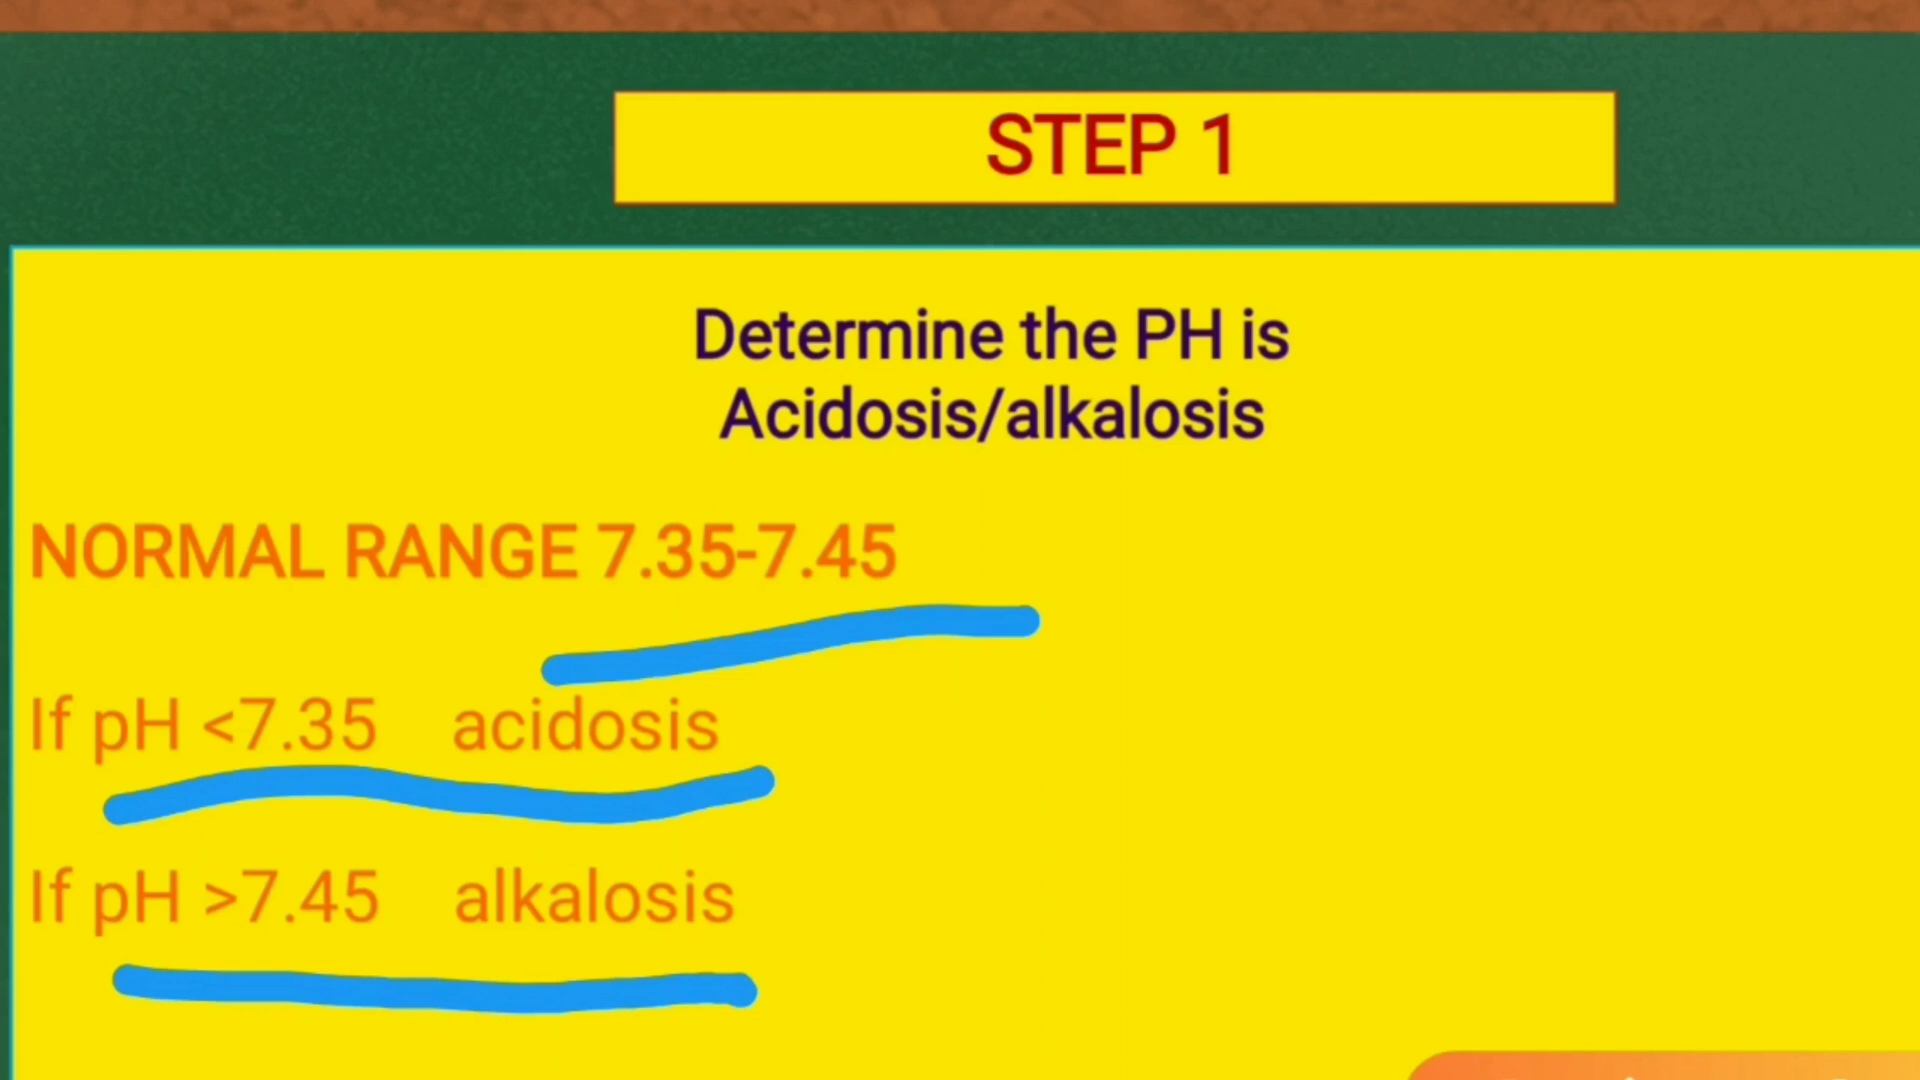 STEP 1
Determine the PH is
Acidosis/alkalosis
NORMAL RANGE 7.35-7.45
If pH <7.35 acidosis
If pH >7.45 alkalosis